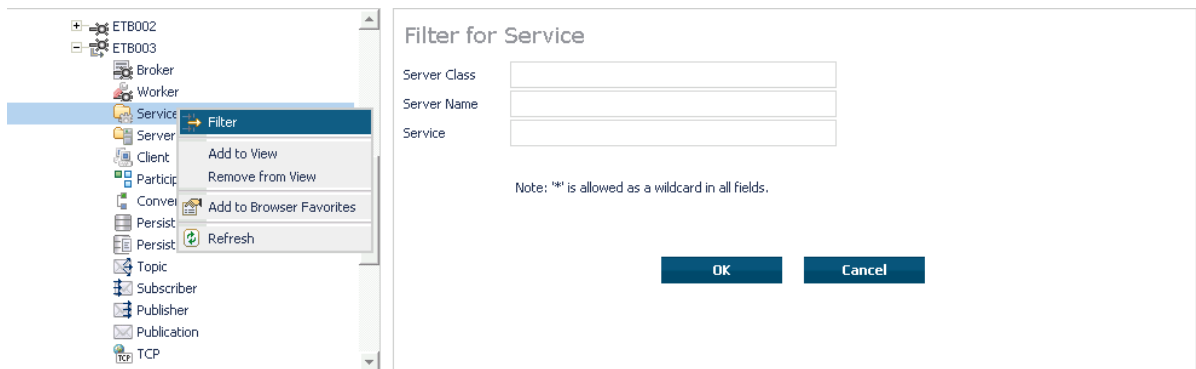 ETB002
ETB003
Broker
Worker
Service
Server
Client
Particip
Conver
Persist
Persist
Topic
Subscriber
Publisher
Publication
TCP
TCP
Filter
Add to View
Remove from View
Add to Browser Favorites
Refresh
Filter for Service
Server Class
Server Name
Service
Note: '*' is allowed as a wildcard in all fields.
OK
Cancel